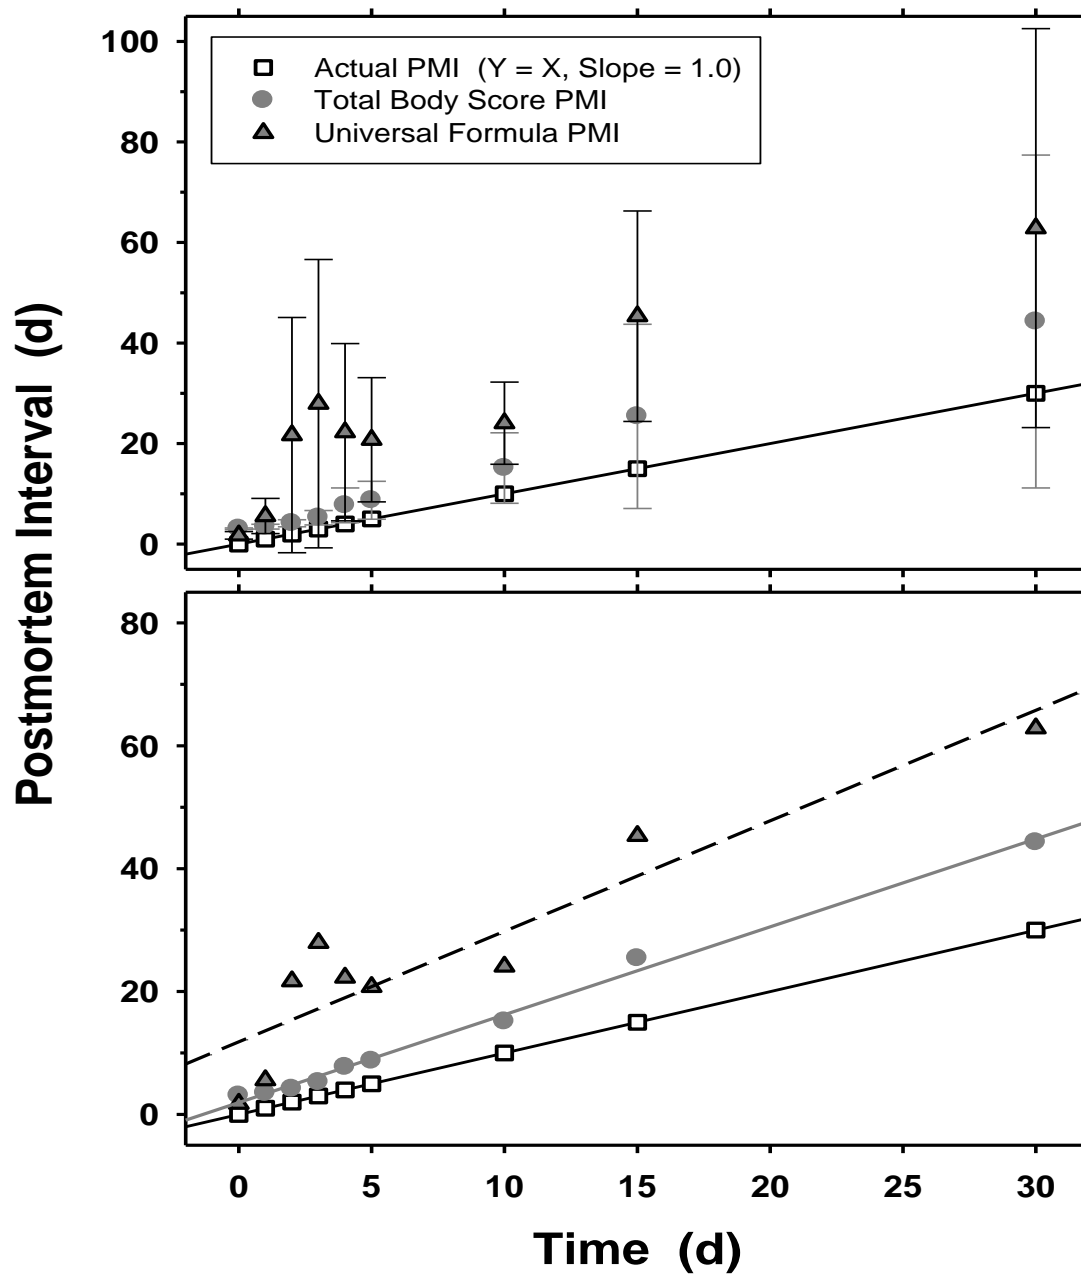 100
80
60
40
20
0
Actual PMI (Y = X, Slope = 1.0)
Total Body Score PMI
Universal Formula PMI
Postmortem Interval (d)
80
60
40
20
0
0 5 10 15 20 25 30
Time (d)